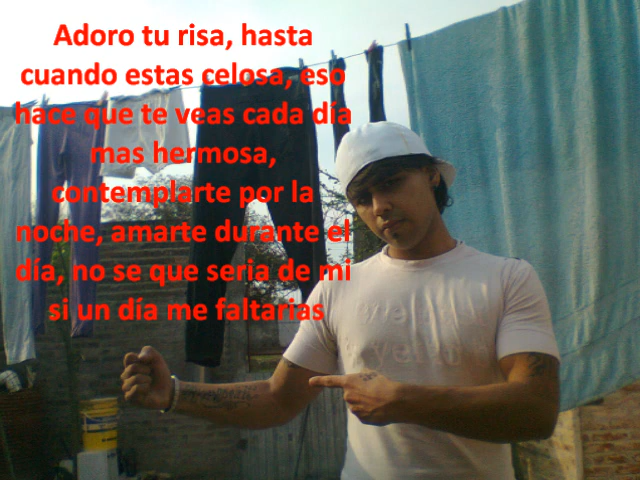 Adoro tu risa, hasta
cuando estas celosa, eso
hace que te veas cada día
mas hermosa,
contemplarte por la
noche, amarte durante el
día, no se que seria de mi
si un día me faltarias